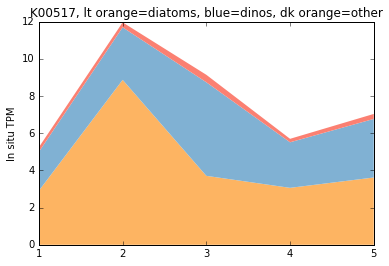 K00517, lt orange=diatoms, blue=dinos, dk orange=other
12
10
8
6
4
2
0
In situ TPM
1 2 3 4 5